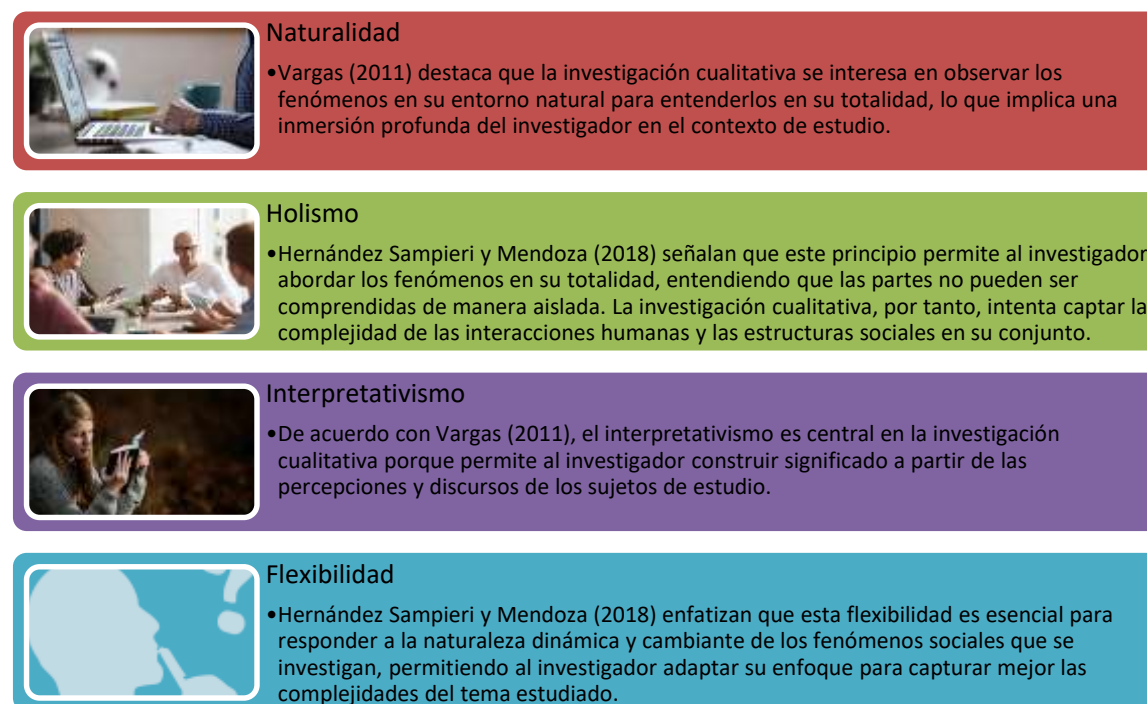 Naturalidad
•Vargas (2011) destaca que la investigación cualitativa se interesa en observar los
fenómenos en su entorno natural para entenderlos en su totalidad, lo que implica una
inmersión profunda del investigador en el contexto de estudio.
Holismo
•Hernández Sampieri y Mendoza (2018) señalan que este principio permite al investigador
abordar los fenómenos en su totalidad, entendiendo que las partes no pueden ser
comprendidas de manera aislada. La investigación cualitativa, por tanto, intenta captar la
complejidad de las interacciones humanas y las estructuras sociales en su conjunto.
Interpretativismo
•De acuerdo con Vargas (2011), el interpretativismo es central en la investigación
cualitativa porque permite al investigador construir significado a partir de las
percepciones y discursos de los sujetos de estudio.
Flexibilidad
•Hernández Sampieri y Mendoza (2018) enfatizan que esta flexibilidad es esencial para
responder a la naturaleza dinámica y cambiante de los fenómenos sociales que se
investigan, permitiendo al investigador adaptar su enfoque para capturar mejor las
complejidades del tema estudiado.